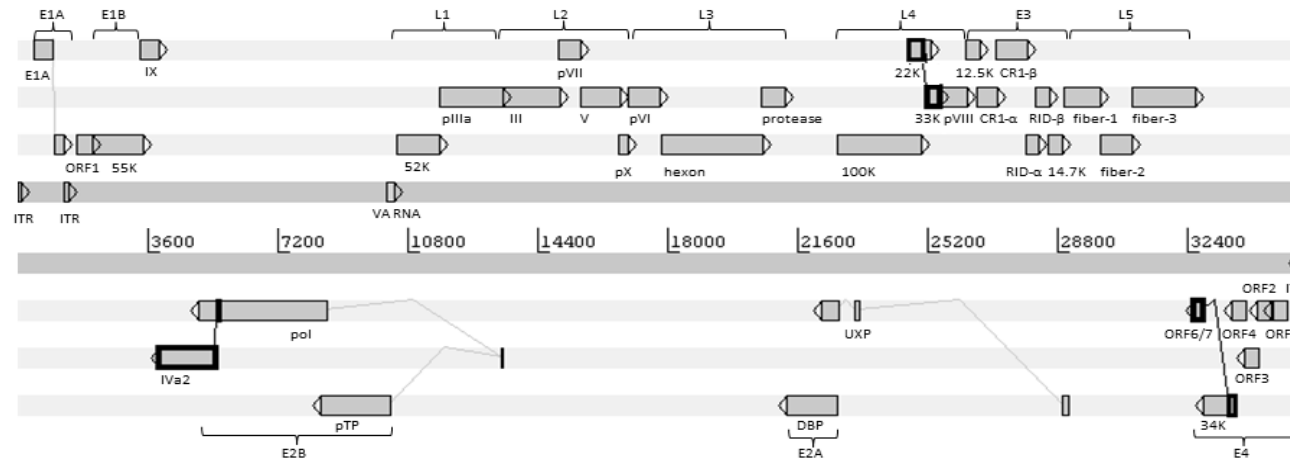 E1A E1B L1 L2 L3 L4 E3 L5
E1A IX pVII 22K 12.5K CR1-β
pIIIa III V pVI protease 33K pVIII CR1-α RID-β fiber-1 fiber-3
ORF1 55K 52K pX hexon 100K RID-α 14.7K fiber-2
ITR ITR VA RNA
3600 7200 10800 14400 18000 21600 25200 28800 32400
ORF2
pol UXP ORF6/7 ORF4
IVa2 ORF3
pTP DBP 34K
E2B E2A E4